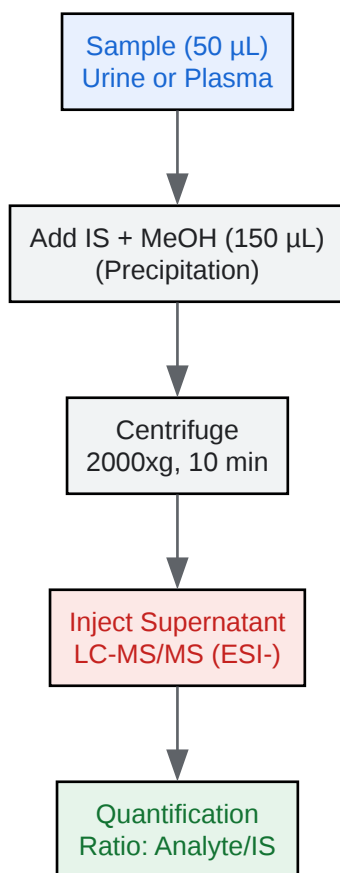 Sample (50 µL)
Urine or Plasma
Add IS + MeOH (150 µL)
(Precipitation)
Centrifuge
2000xg, 10 min
Inject Supernatant
LC-MS/MS (ESI-)
Quantification
Ratio: Analyte/IS